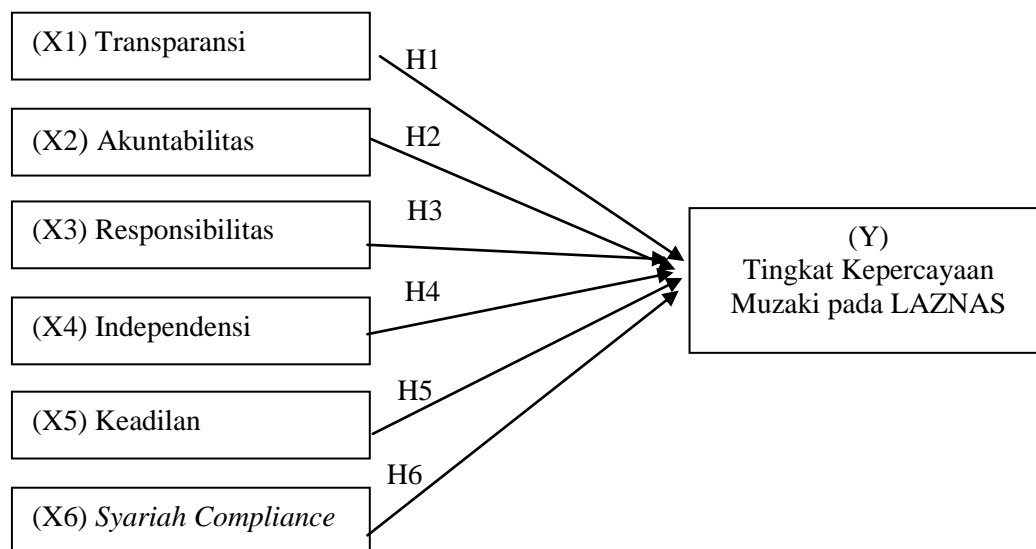 (X1) Transparansi
H1
(X2) Akuntabilitas
H2
(X3) Responsibilitas
H3
(X4) Independensi
H4
(X5) Keadilan
H5
(X6) Syariah Compliance
H6
(Y)
Tingkat Kepercayaan
Muzaki pada LAZNAS